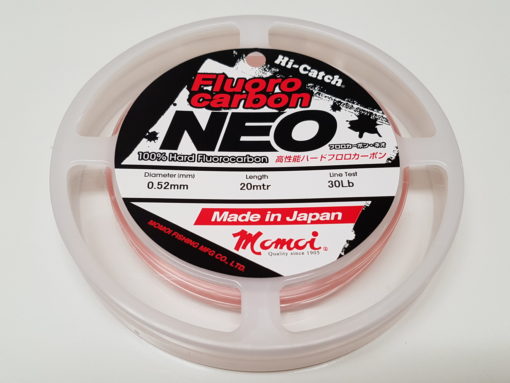 Hi-Catch
Fluoro
carbon
NEO
フロロカーボン・ネオ
100% Hard Fluorocarbon
高性能ハードフロロカーボン
Diameter (mm) Length Line Test
0.52mm 20mtr 30Lb
Made in Japan
Momoi®
Quality since 1905
MOMOI FISHING MFG CO., LTD.